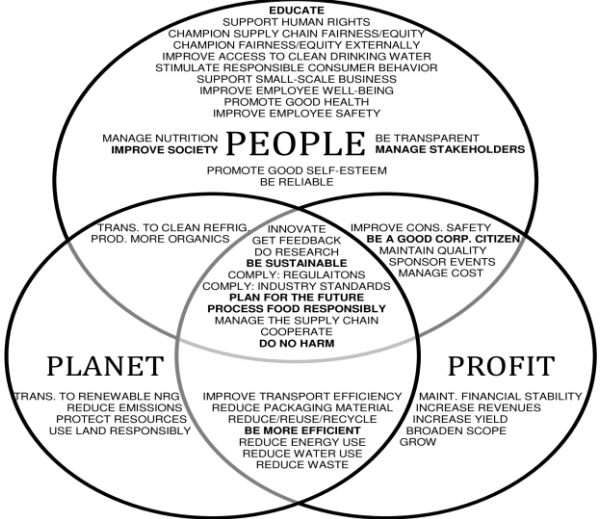 EDUCATE
SUPPORT HUMAN RIGHTS
CHAMPION SUPPLY CHAIN FAIRNESS/EQUITY
CHAMPION FAIRNESS/EQUITY EXTERNALLY
IMPROVE ACCESS TO CLEAN DRINKING WATER
STIMULATE RESPONSIBLE CONSUMER BEHAVIOR
SUPPORT SMALL-SCALE BUSINESS
IMPROVE EMPLOYEE WELL-BEING
PROMOTE GOOD HEALTH
IMPROVE EMPLOYEE SAFETY
MANAGE NUTRITION
IMPROVE SOCIETY
PEOPLE
BE TRANSPARENT
MANAGE STAKEHOLDERS
PROMOTE GOOD SELF-ESTEEM
BE RELIABLE
TRANS. TO CLEAN REFRIG.
PROD. MORE ORGANICS
INNOVATE
GET FEEDBACK
DO RESEARCH
BE SUSTAINABLE
COMPLY: REGULAITONS
COMPLY: INDUSTRY STANDARDS
PLAN FOR THE FUTURE
PROCESS FOOD RESPONSIBLY
MANAGE THE SUPPLY CHAIN
COOPERATE
DO NO HARM
IMPROVE CONS. SAFETY
BE A GOOD CORP. CITIZEN
MAINTAIN QUALITY
SPONSOR EVENTS
MANAGE COST
PLANET
TRANS. TO RENEWABLE NRG
REDUCE EMISSIONS
PROTECT RESOURCES
USE LAND RESPONSIBLY
IMPROVE TRANSPORT EFFICIENCY
REDUCE PACKAGING MATERIAL
REDUCE/REUSE/RECYCLE
BE MORE EFFICIENT
REDUCE ENERGY USE
REDUCE WATER USE
REDUCE WASTE
PROFIT
MAINT. FINANCIAL STABILITY
INCREASE REVENUES
INCREASE YIELD
BROADEN SCOPE
GROW